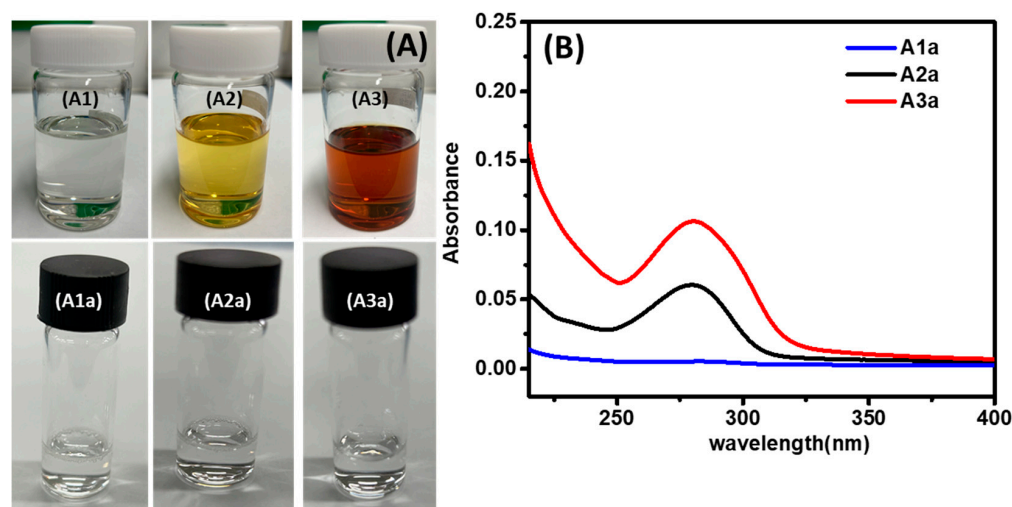 (A)
(A1)
(A2)
(A3)
(A1a)
(A2a)
(A3a)
(B)
A1a
A2a
A3a
Absorbance
0.25
0.20
0.15
0.10
0.05
0.00
250
300
350
400
wavelength(nm)